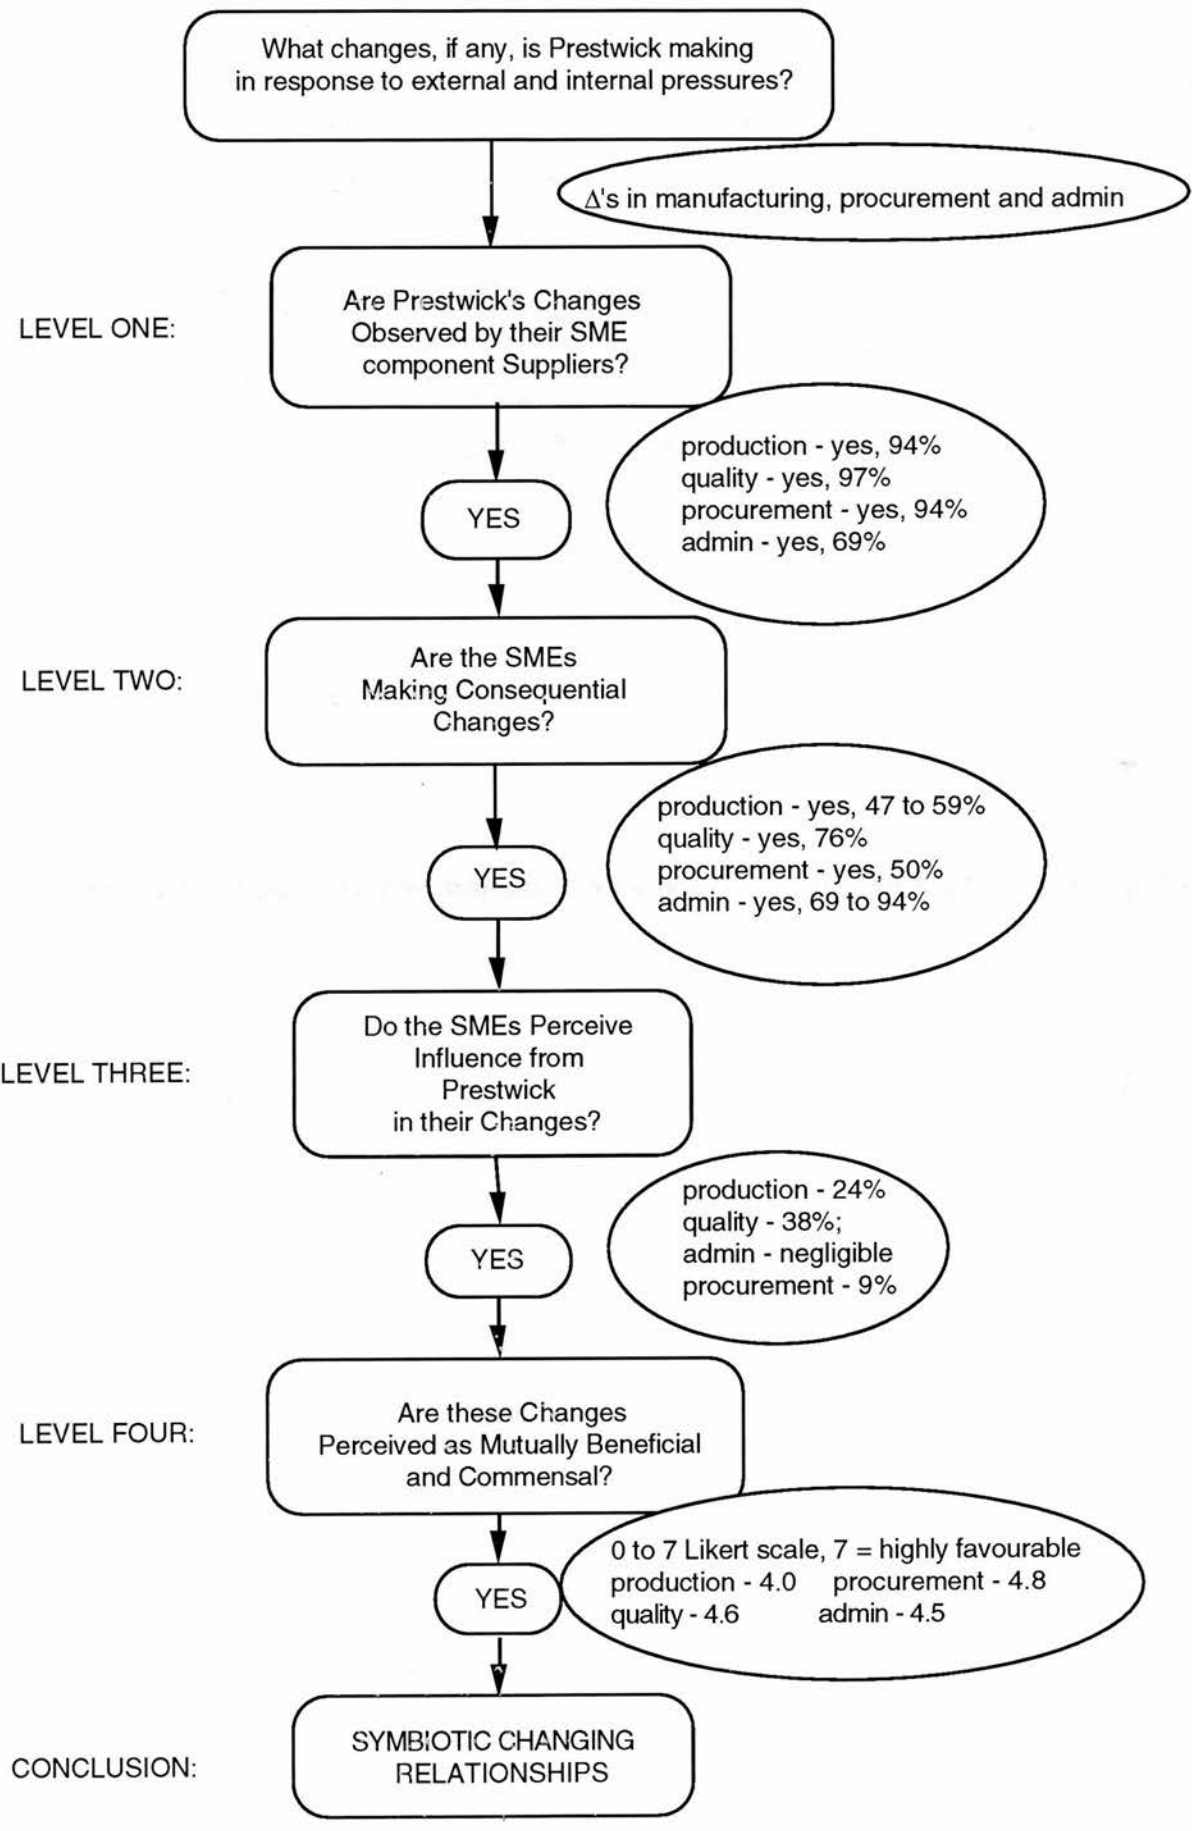 What changes, if any, is Prestwick making
in response to external and internal pressures?
Δ's in manufacturing, procurement and admin
LEVEL ONE:
Are Prestwick's Changes
Observed by their SME
component Suppliers?
production - yes, 94%
quality - yes, 97%
procurement - yes, 94%
admin - yes, 69%
YES
LEVEL TWO:
Are the SMEs
Making Consequential
Changes?
production - yes, 47 to 59%
quality - yes, 76%
procurement - yes, 50%
admin - yes, 69 to 94%
YES
LEVEL THREE:
Do the SMEs Perceive
Influence from
Prestwick
in their Changes?
production - 24%
quality - 38%;
admin - negligible
procurement - 9%
YES
LEVEL FOUR:
Are these Changes
Perceived as Mutually Beneficial
and Commensal?
0 to 7 Likert scale, 7 = highly favourable
production - 4.0 procurement - 4.8
quality - 4.6 admin - 4.5
YES
CONCLUSION:
SYMBIOTIC CHANGING
RELATIONSHIPS